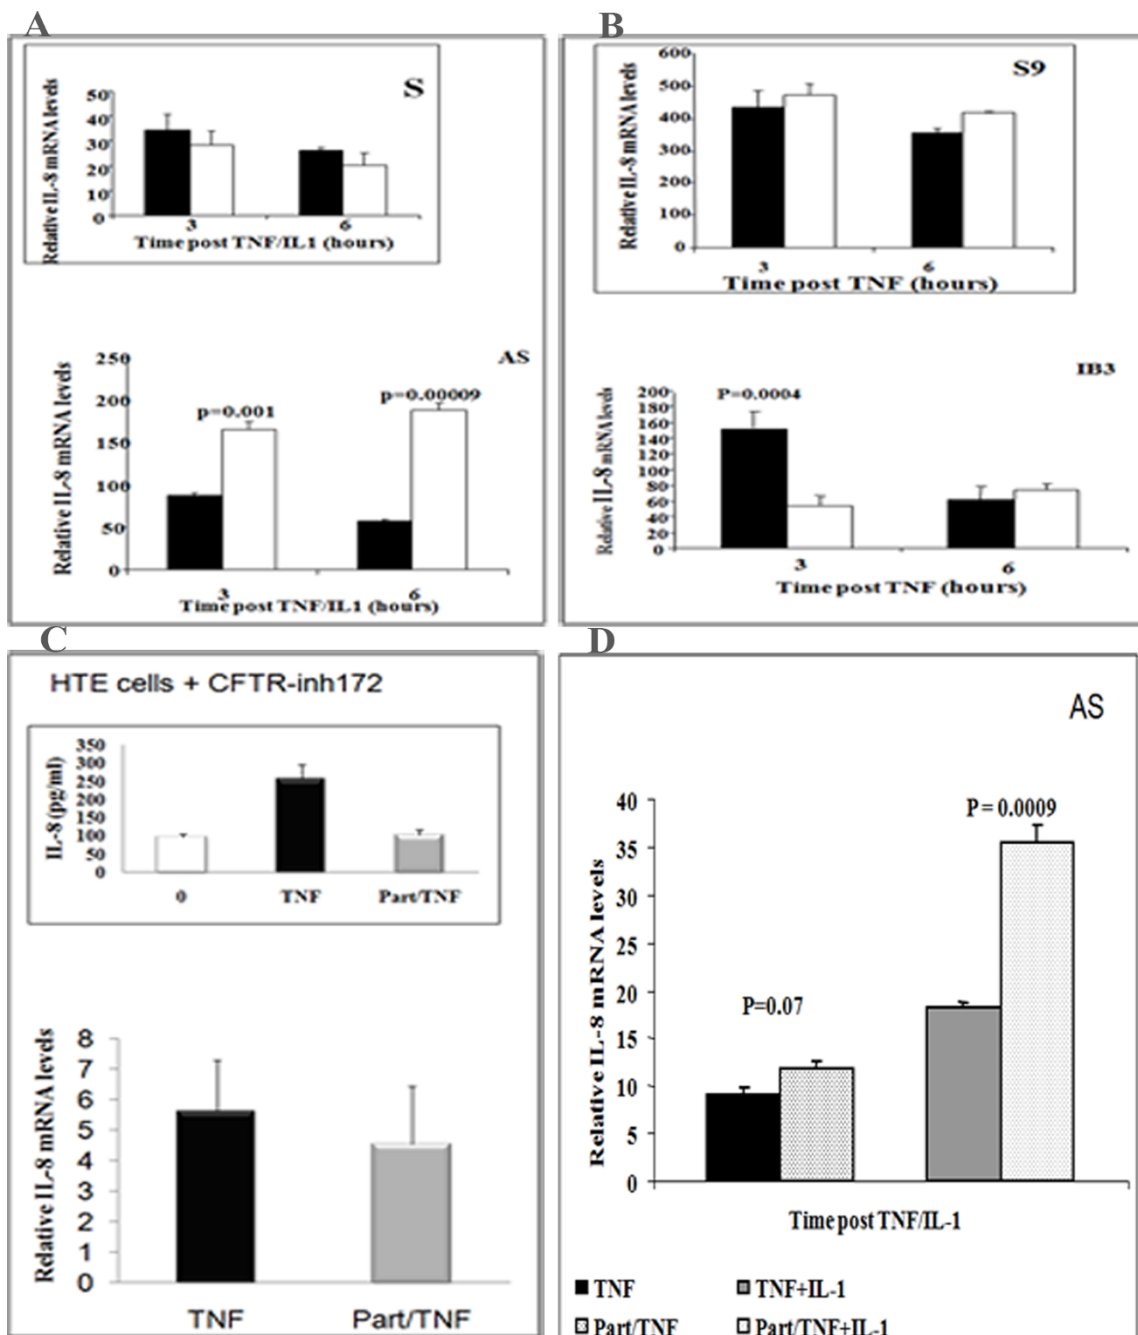 A
S
Relative IL-8 mRNA levels
50
40
30
20
10
0
3
6
Time post TNF/IL1 (hours)
AS
Relative IL-8 mRNA levels
250
200
150
100
50
0
p=0.001
p=0.00009
3
6
Time post TNF/IL1 (hours)
B
S9
Relative IL-8 mRNA levels
600
500
400
300
200
100
0
3
6
Time post TNF (hours)
IB3
Relative IL-8 mRNA levels
200
180
160
140
120
100
80
60
40
20
0
P=0.0004
3
6
Time post TNF (hours)
C
HTE cells + CFTR-inh172
IL-8 (pg/ml)
350
300
250
200
150
100
50
0
0
TNF
Part/TNF
Relative IL-8 mRNA levels
8
7
6
5
4
3
2
1
0
TNF
Part/TNF
D
AS
Relative IL-8 mRNA levels
40
35
30
25
20
15
10
5
0
P=0.07
P = 0.0009
Time post TNF/IL-1
TNF
TNF+IL-1
Part/TNF
Part/TNF+IL-1